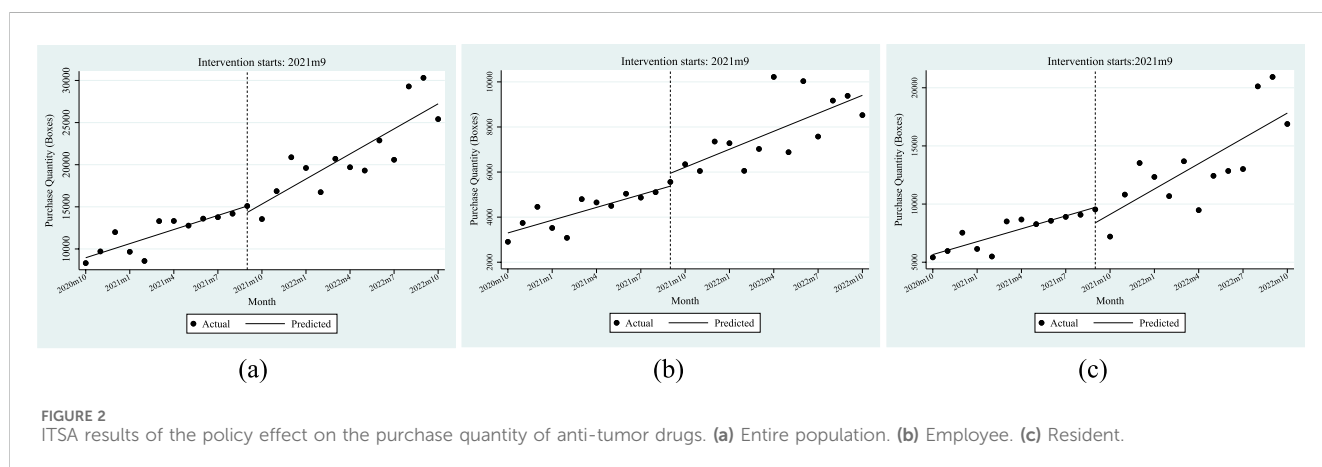 Intervention starts: 2021m9
Purchase Quantity (Boxes)
30000
25000
20000
15000
10000
2020m10
2021m1
2021m4
2021m7
2021m10
2022m1
2022m4
2022m7
2022m10
Month
Actual
Predicted
(a)
Intervention starts: 2021m9
Purchase Quantity (Boxes)
10000
8000
6000
4000
2000
2020m10
2021m1
2021m4
2021m7
2021m10
2022m1
2022m4
2022m7
2022m10
Month
Actual
Predicted
(b)
Intervention starts:2021m9
Purchase Quantity (Boxes)
20000
15000
10000
5000
2020m10
2021m1
2021m4
2021m7
2021m10
2022m1
2022m4
2022m7
2022m10
Month
Actual
Predicted
(c)
FIGURE 2
ITSA results of the policy effect on the purchase quantity of anti-tumor drugs. (a) Entire population. (b) Employee. (c) Resident.